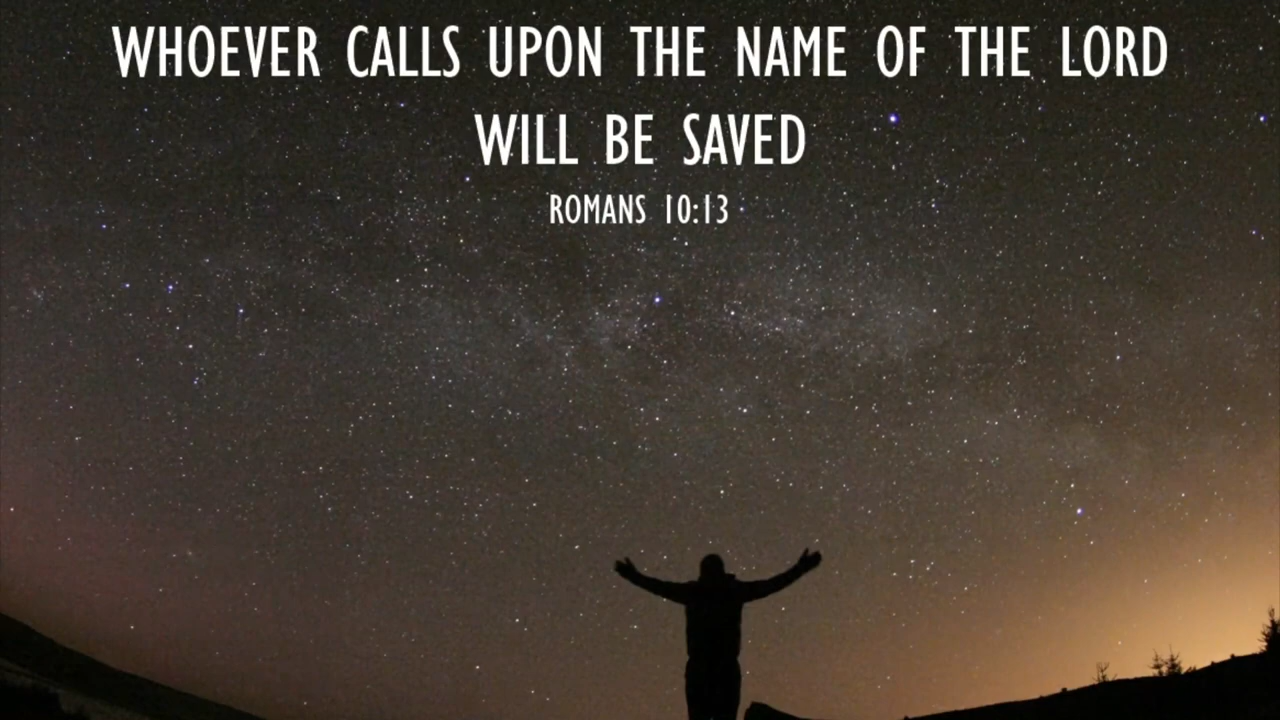 WHOEVER CALLS UPON THE NAME OF THE LORD
WILL BE SAVED
ROMANS 10:13